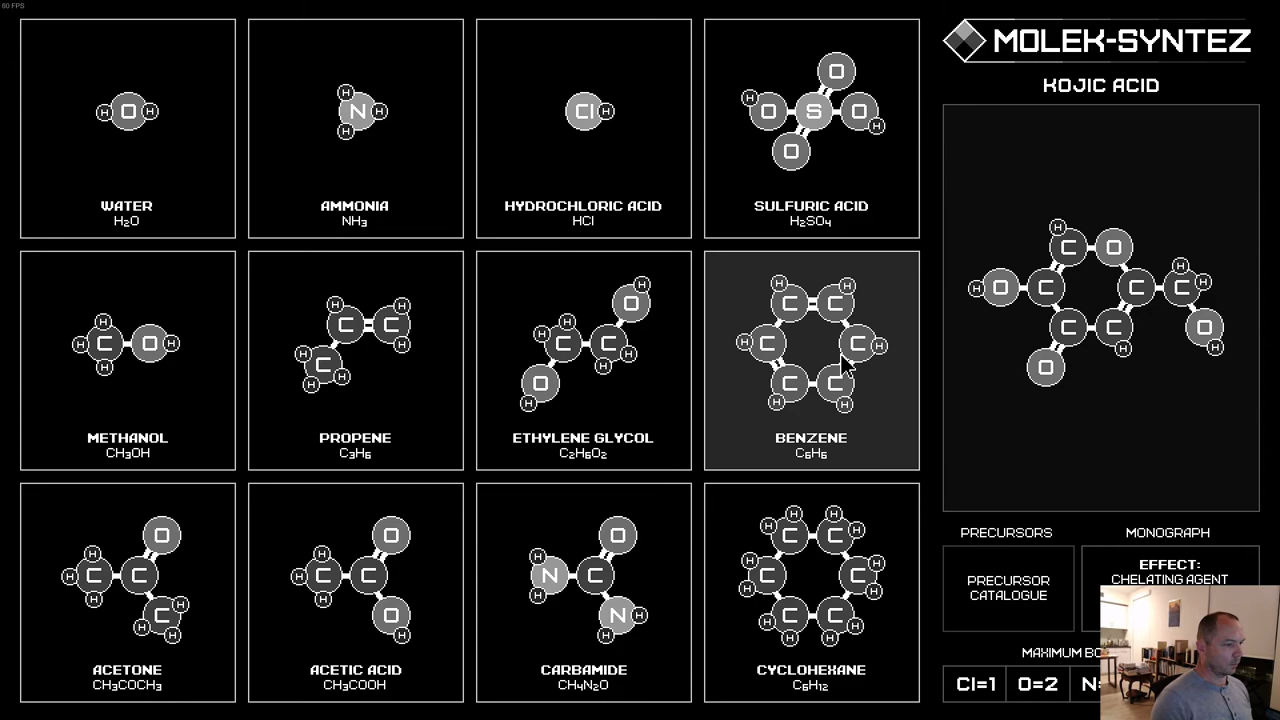 60 FPS
MOLEK-SYNTEZ
KOJIC ACID
H O H
WATER
H₂O
H N H
H
AMMONIA
NH₃
Cl H
HYDROCHLORIC ACID
HCl
O
H O S O H
O
SULFURIC ACID
H₂SO₄
H
H C O H
H
METHANOL
CH₃OH
H H
C C
H C H
H H
PROPENE
C₃H₆
H
O
H H
C C
H H
O
H
ETHYLENE GLYCOL
C₂H₆O₂
H H
C C
H C C H
C C
H H
BENZENE
C₆H₆
H
C O H
H O C C C H
C C O
O H H
O
H
H C C
H C H
H H
ACETONE
CH₃COCH₃
O
H
H C C
H O
H
ACETIC ACID
CH₃COOH
O
H
N C
H N H
H
CARBAMIDE
CH₄N₂O
H H
H C C H
H C C H
H H
H C C H
H H
CYCLOHEXANE
C₆H₁₂
PRECURSORS
MONOGRAPH
PRECURSOR
CATALOGUE
EFFECT:
CHELATING AGENT
MAXIMUM
Cl=1 O=2